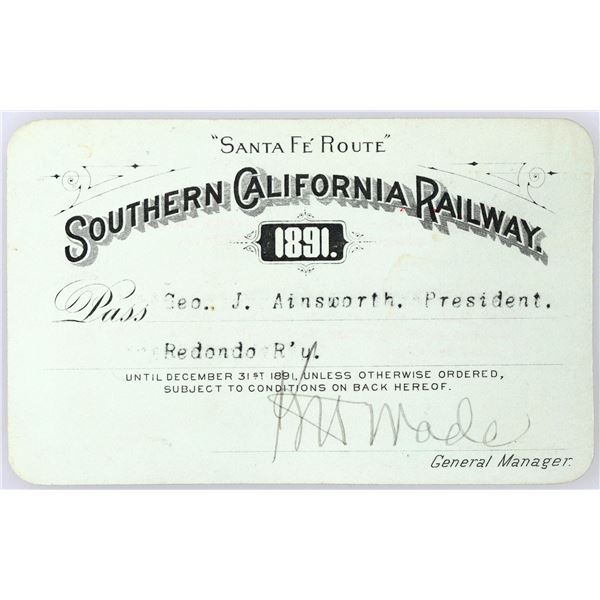 "SANTA FÉ ROUTE"
SOUTHERN CALIFORNIA RAILWAY.
1891.
Pass Geo. J. Ainsworth. President.
Redondo R'y.
UNTIL DECEMBER 31ST 1891, UNLESS OTHERWISE ORDERED,
SUBJECT TO CONDITIONS ON BACK HEREOF.
Wade
General Manager.